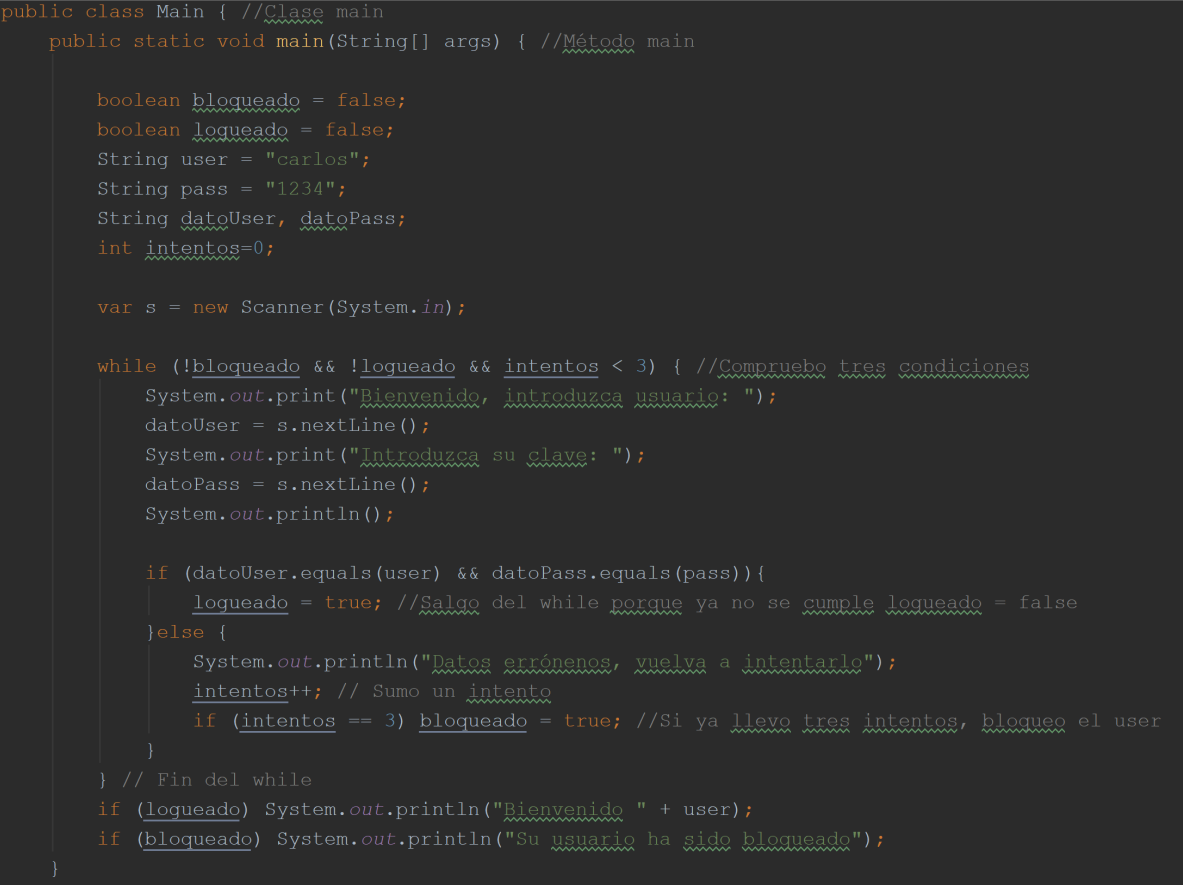 public class Main { //Clase main
public static void main(String[] args) { //Método main
boolean bloqueado = false;
boolean logueado = false;
String user = "carlos";
String pass = "1234";
String datoUser, datoPass;
int intentos=0;
var s = new Scanner(System.in);
while (!bloqueado && !logueado && intentos < 3) { //Compruebo tres condiciones
System.out.print("Bienvenido, introduzca usuario: ");
datoUser = s.nextLine();
System.out.print("Introduzca su clave: ");
datoPass = s.nextLine();
System.out.println();
if (datoUser.equals(user) && datoPass.equals(pass)){
logueado = true; //Salgo del while porque ya no se cumple logueado = false
}else {
System.out.println("Datos errónenos, vuelva a intentarlo");
intentos++; // Sumo un intento
if (intentos == 3) bloqueado = true; //Si ya llevo tres intentos, bloqueo el user
}
} // Fin del while
if (logueado) System.out.println("Bienvenido " + user);
if (bloqueado) System.out.println("Su usuario ha sido bloqueado");
}